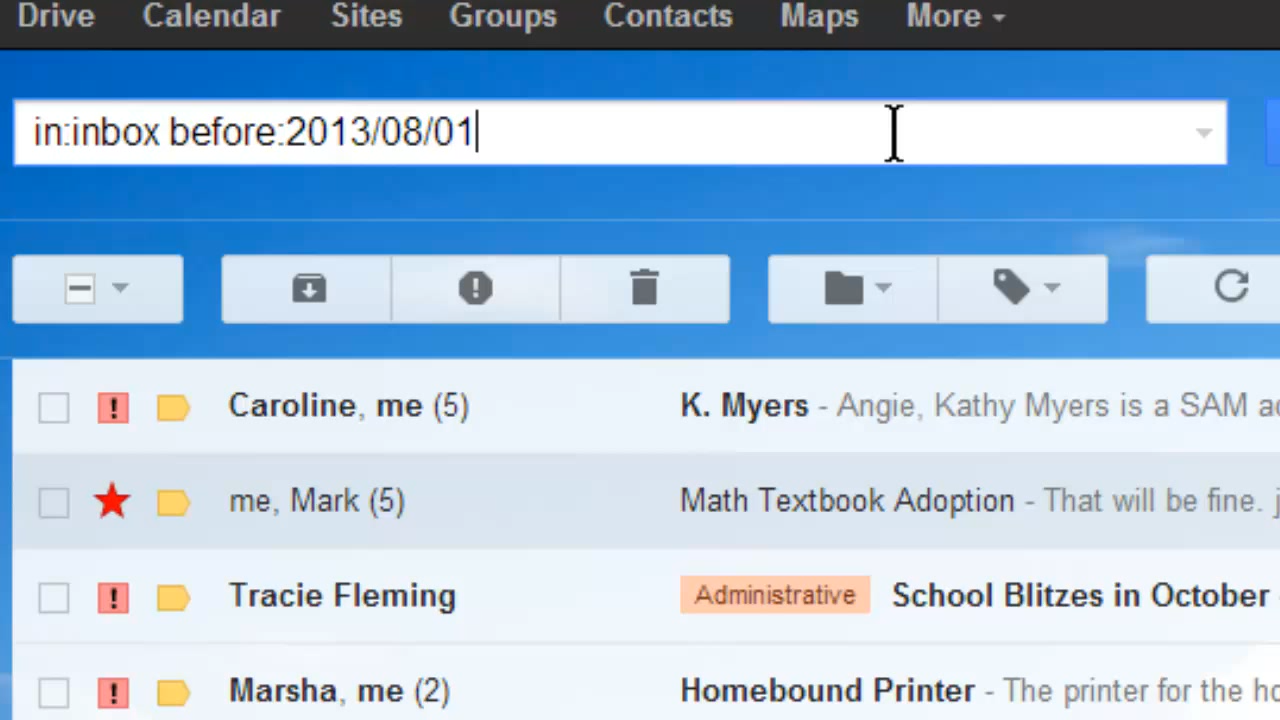 Drive Calendar Sites Groups Contacts Maps More
in:inbox before:2013/08/01
Caroline, me (5) K. Myers - Angie, Kathy Myers is a SAM
me, Mark (5) Math Textbook Adoption - That will be fine.
Tracie Fleming Administrative School Blitzes in October
Marsha, me (2) Homebound Printer - The printer for the